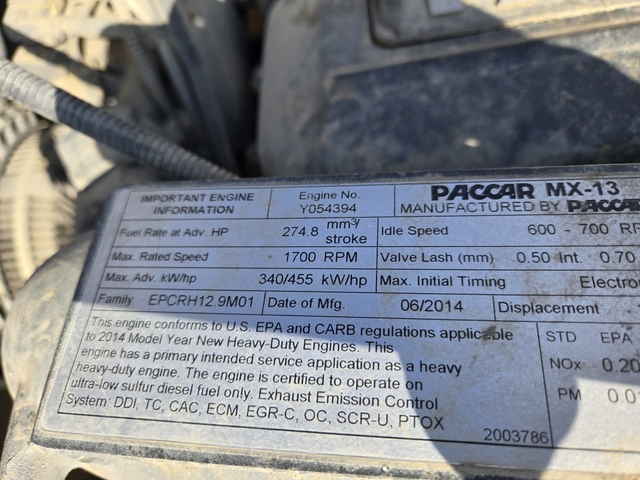 IMPORTANT ENGINE INFORMATION
Engine No. Y054394
PACCAR MX-13
MANUFACTURED BY PACCAR
Fuel Rate at Adv. HP 274.8 mm³/stroke
Idle Speed 600 - 700
Max. Rated Speed 1700 RPM
Valve Lash (mm) 0.50 Int. 0.70
Max. Adv. kW/hp 340/455 kW/hp
Max. Initial Timing
Family EPCRH12.9M01
Date of Mfg. 06/2014
Displacement
This engine conforms to U.S. EPA and CARB regulations applicable
to 2014 Model Year New Heavy-Duty Engines. This
engine has a primary intended service application as a heavy
heavy-duty engine. The engine is certified to operate on
ultra-low sulfur diesel fuel only. Exhaust Emission Control
System: DDI, TC, CAC, ECM, EGR-C, OC, SCR-U, PTOX
2003786
STD EPA
NOx 0.20
PM